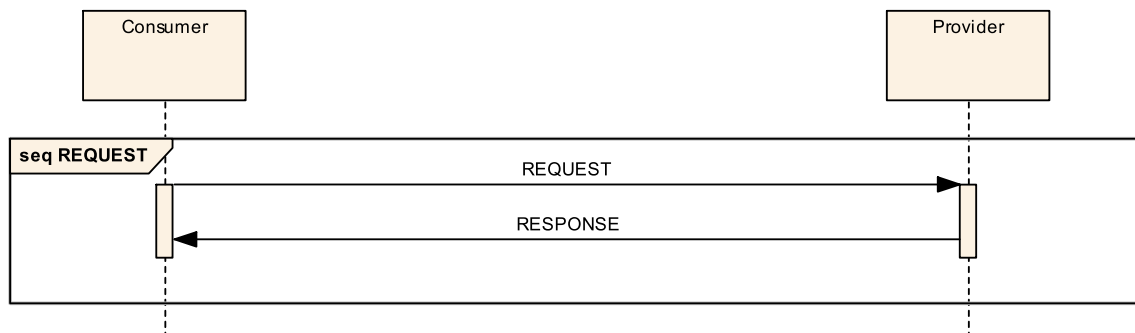 Consumer
Provider
seq REQUEST
REQUEST
RESPONSE